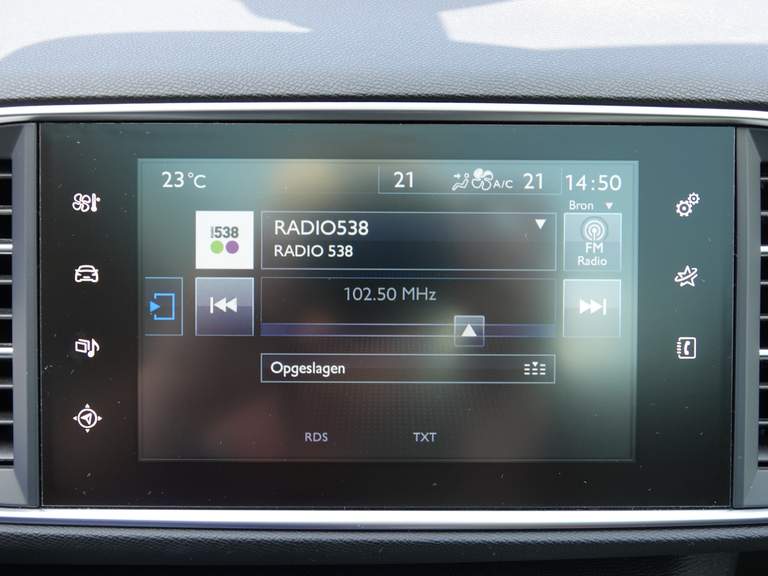 23°C 21 A/C 21 14:50
Bron
538
RADIO538
RADIO 538
FM
Radio
102.50 MHz
Opgeslagen
RDS TXT